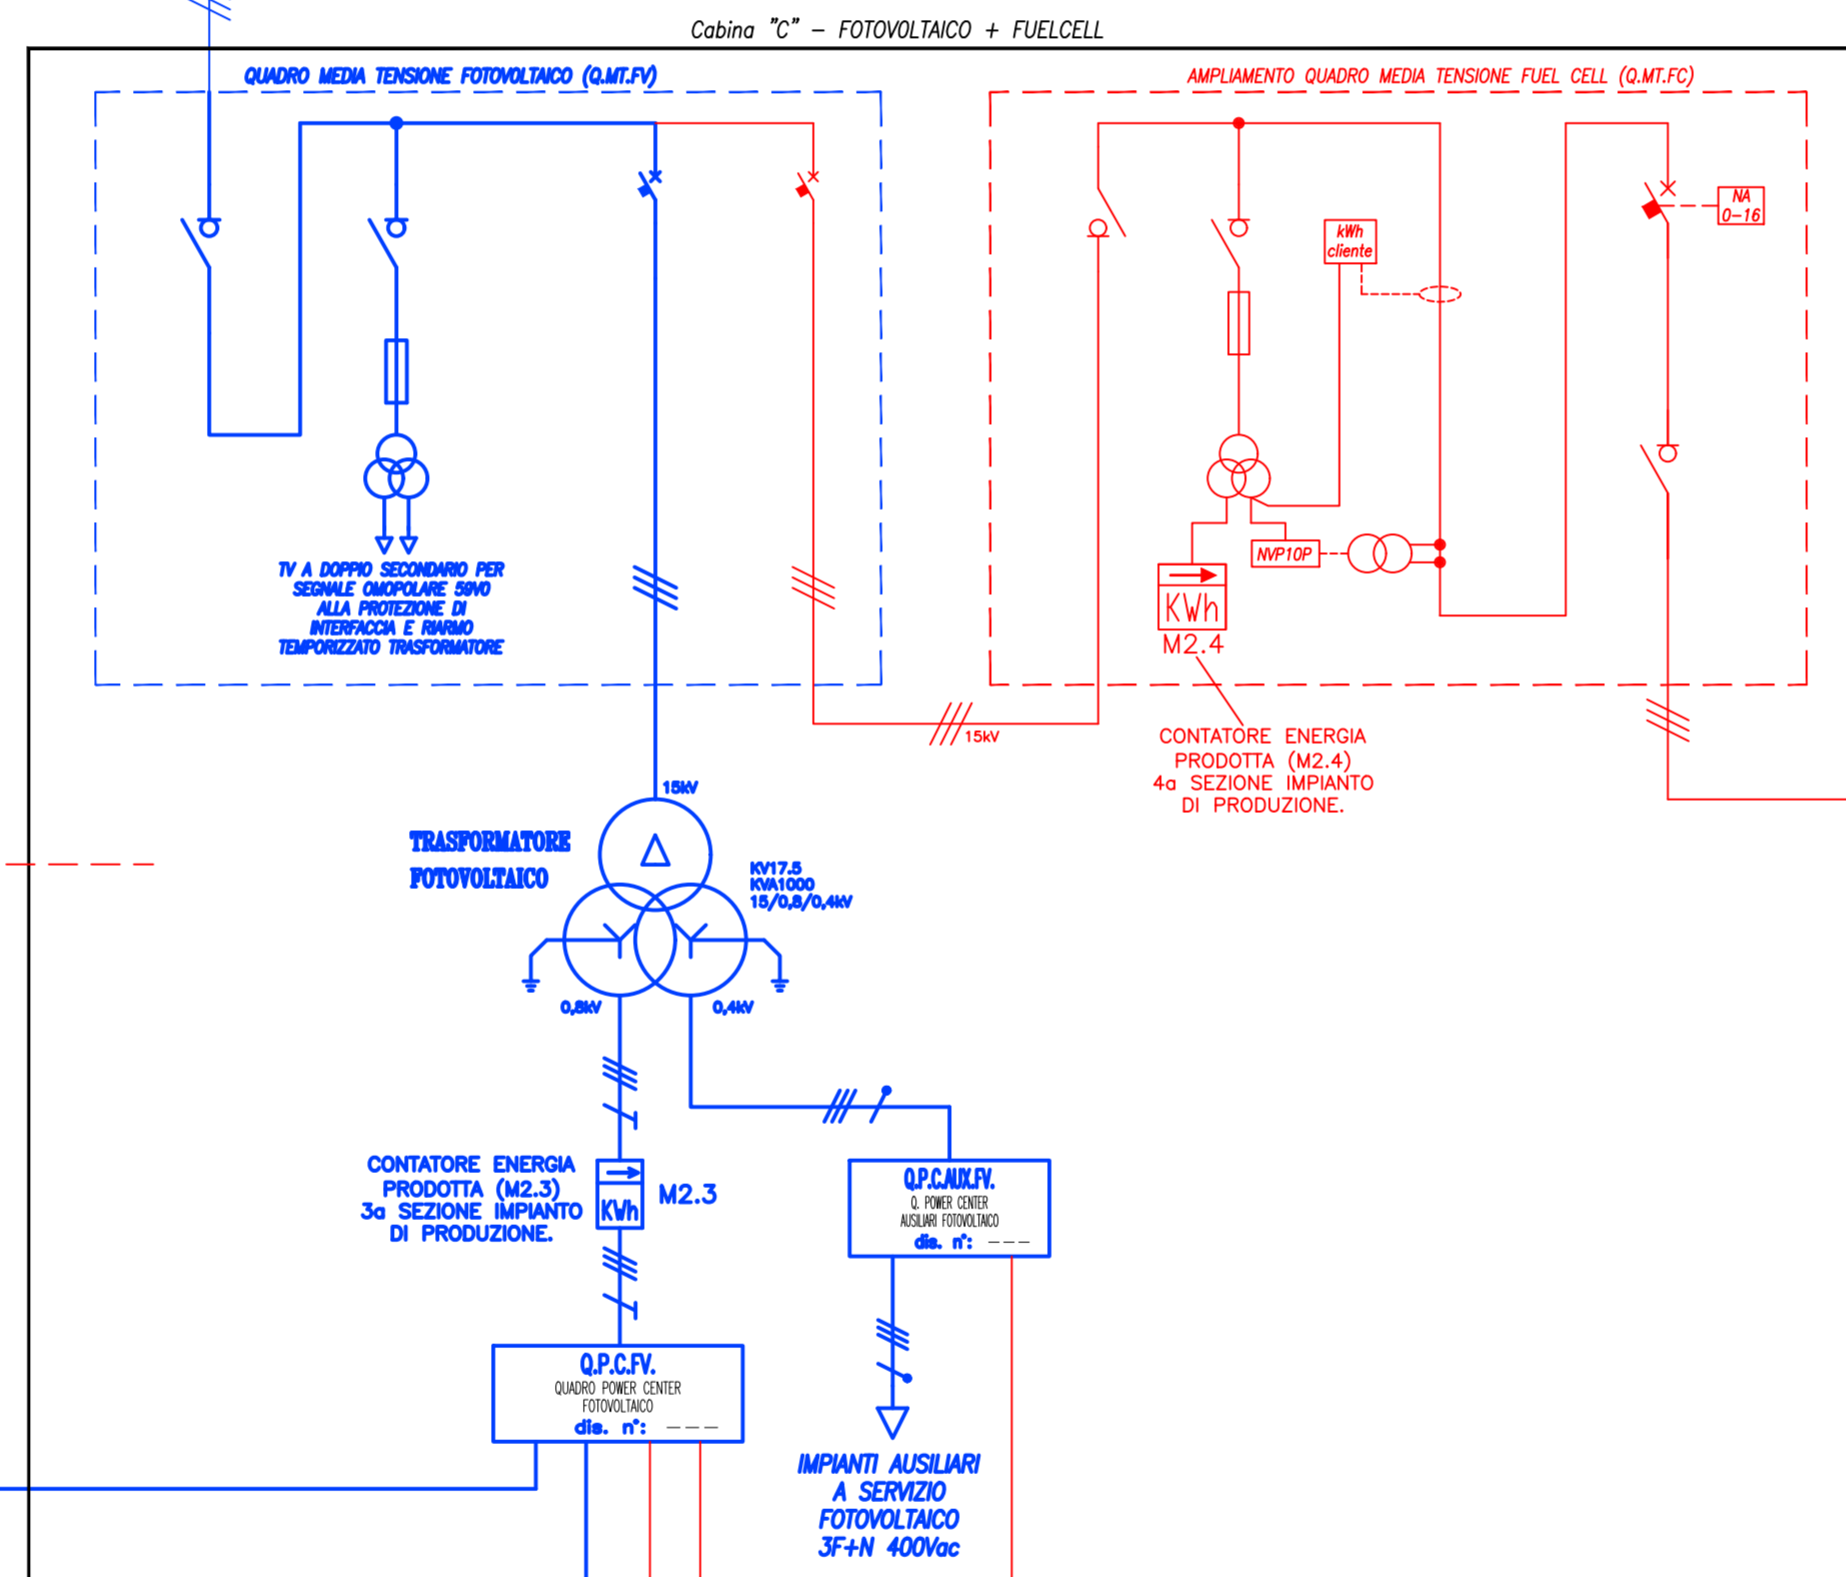 Cabina "C" – FOTOVOLTAICO + FUELCELL
QUADRO MEDIA TENSIONE FOTOVOLTAICO (Q.MT.FV)
TV A DOPPIO SECONDARIO PER
SEGNALE OMOPOLARE 59V0
ALLA PROTEZIONE DI
INTERFACCIA E RIARMO
TEMPORIZZATO TRASFORMATORE
AMPLIAMENTO QUADRO MEDIA TENSIONE FUEL CELL (Q.MT.FC)
kWh
cliente
NA
0-16
NVP10P
KWh
M2.4
15kV
CONTATORE ENERGIA
PRODOTTA (M2.4)
4a SEZIONE IMPIANTO
DI PRODUZIONE.
15kV
TRASFORMATORE
FOTOVOLTAICO
KV17.5
KVA1000
15/0,8/0,4kV
0,8kV
0,4kV
CONTATORE ENERGIA
PRODOTTA (M2.3)
3a SEZIONE IMPIANTO
DI PRODUZIONE.
KWh
M2.3
Q.P.C.AUX.FV.
Q. POWER CENTER
AUSILIARI FOTOVOLTAICO
dis. n°: ---
Q.P.C.FV.
QUADRO POWER CENTER
FOTOVOLTAICO
dis. n°: ---
IMPIANTI AUSILIARI
A SERVIZIO
FOTOVOLTAICO
3F+N 400Vac